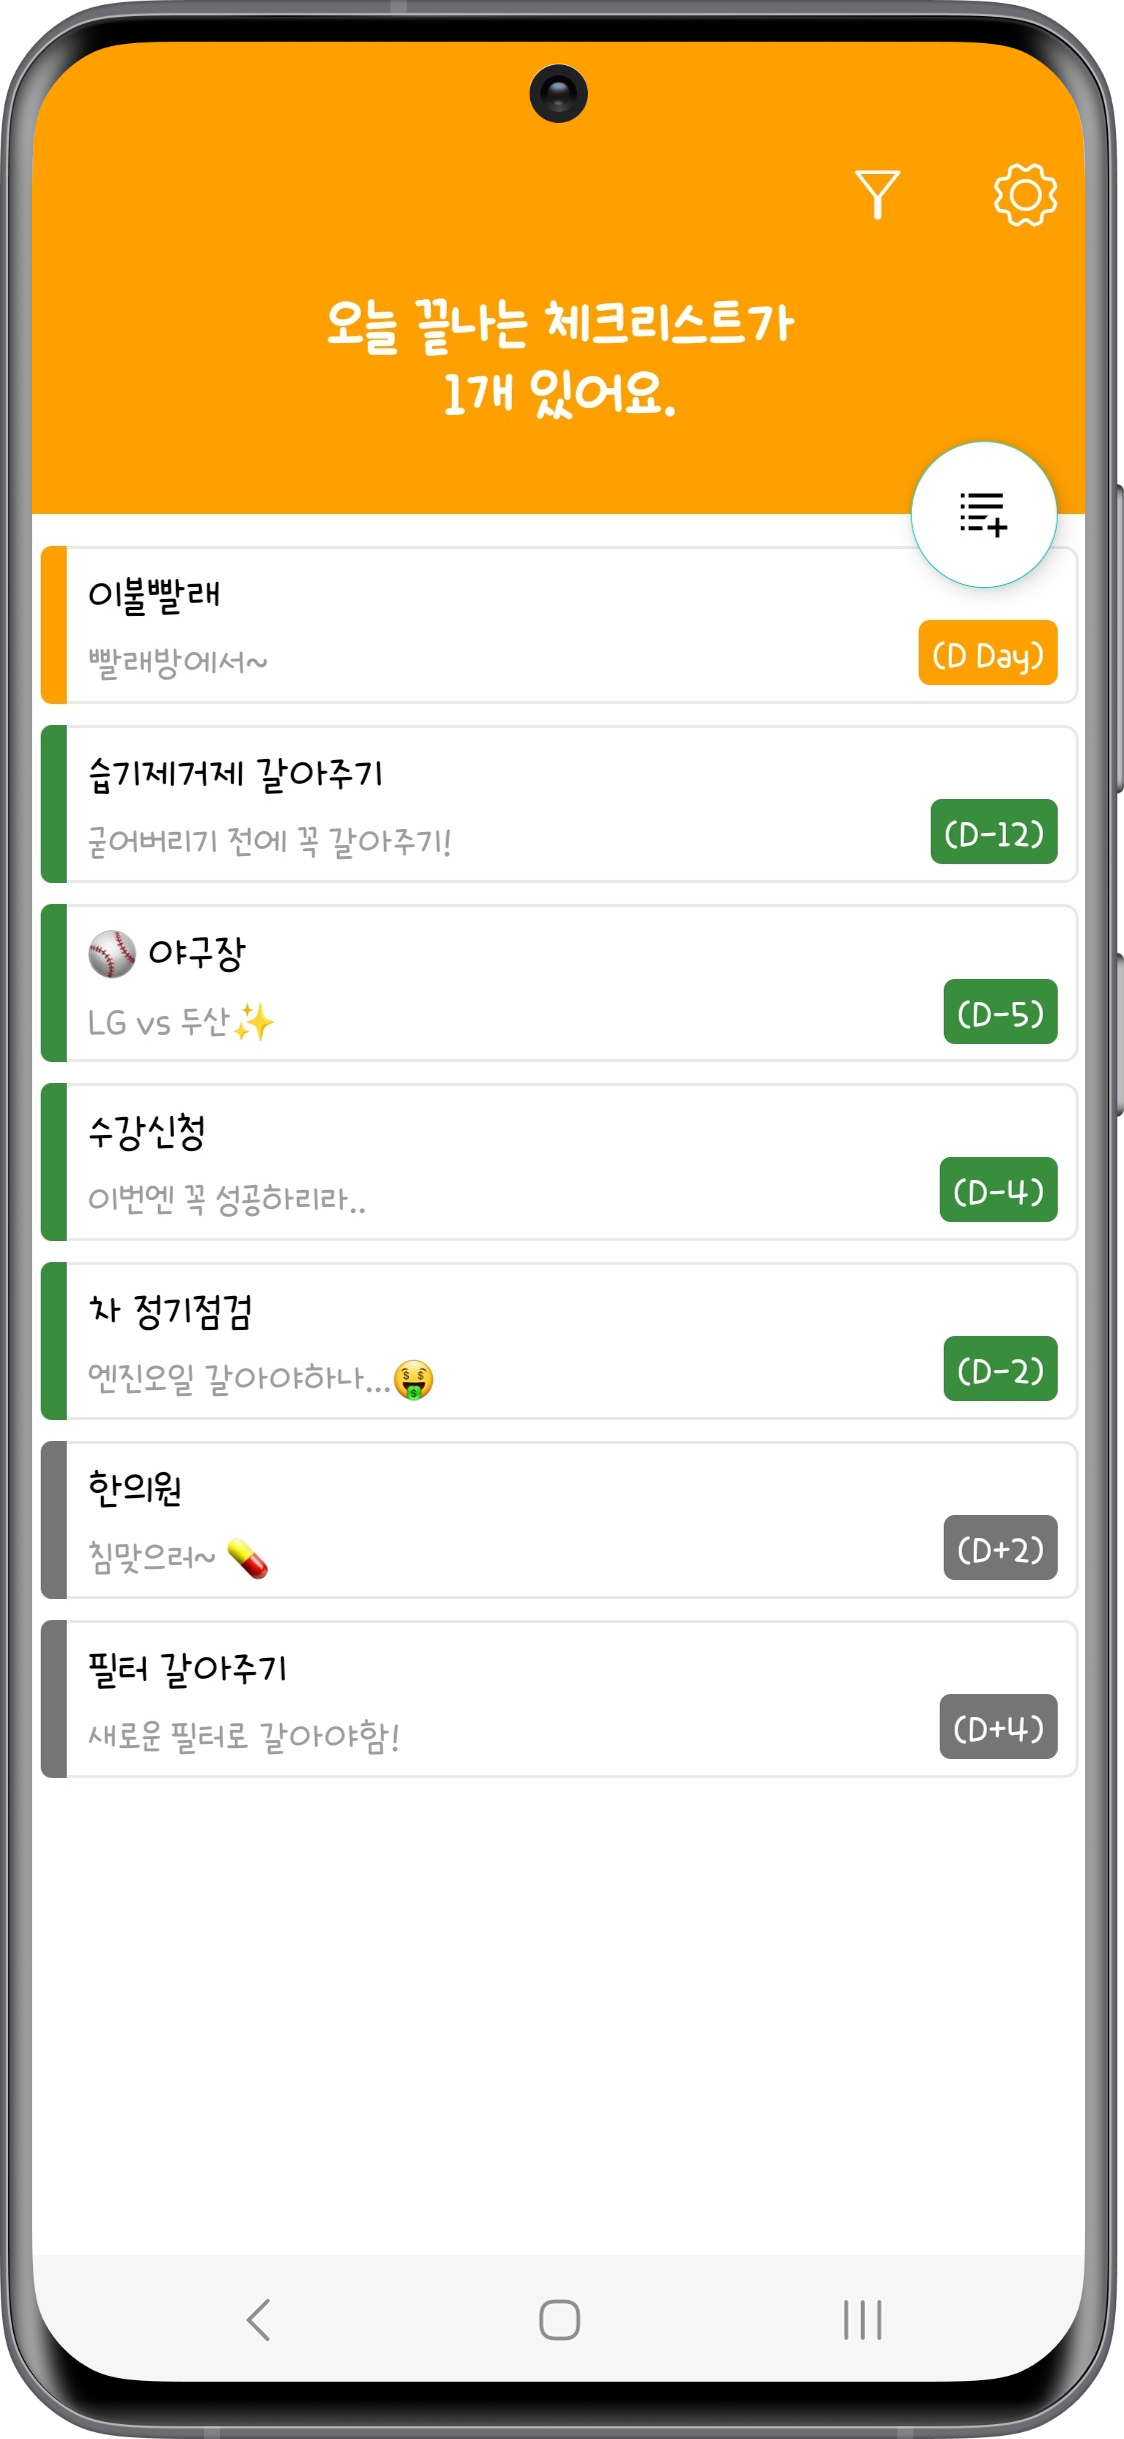 오늘 끝나는 체크리스트가
1개 있어요.
이불빨래
빨래방에서~
(D Day)
습기제거제 갈아주기
굳어버리기 전에 꼭 갈아주기!
(D-12)
⚾ 야구장
LG vs 두산✨
(D-5)
수강신청
이번엔 꼭 성공하리라..
(D-4)
차 정기점검
엔진오일 갈아야하나...🤑
(D-2)
한의원
침맞으러~ 💊
(D+2)
필터 갈아주기
새로운 필터로 갈아야함!
(D+4)